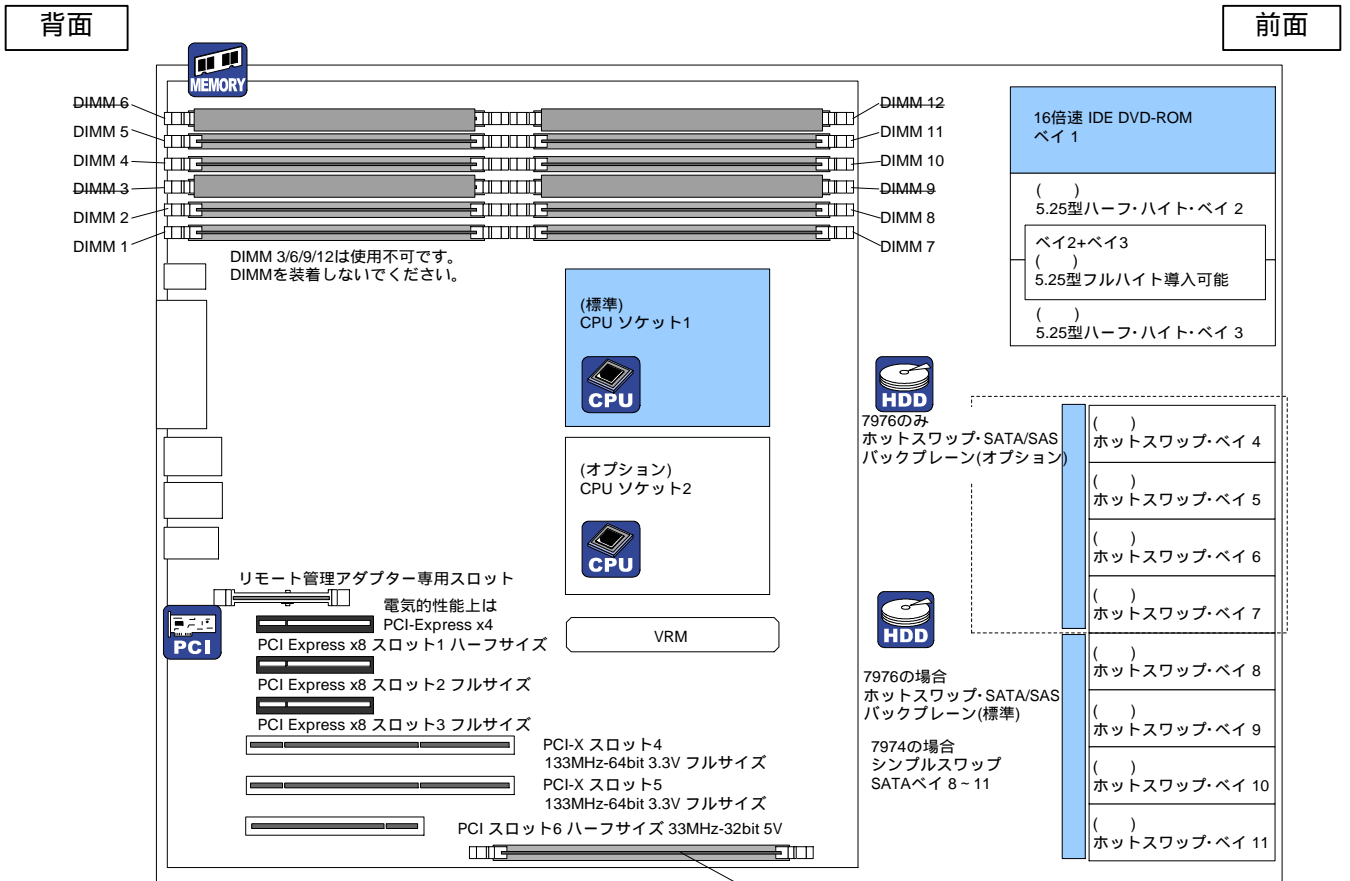 背面
前面
MEMORY
DIMM 6
DIMM 5
DIMM 4
DIMM 3
DIMM 2
DIMM 1
DIMM 12
DIMM 11
DIMM 10
DIMM 9
DIMM 8
DIMM 7
DIMM 3/6/9/12は使用不可です。
DIMMを装着しないでください。
16倍速 IDE DVD-ROM
ベイ 1
(    )
5.25型ハーフ・ハイト・ベイ 2
ベイ2+ベイ3
(    )
5.25型フルハイト導入可能
(    )
5.25型ハーフ・ハイト・ベイ 3
(標準)
CPU ソケット1
CPU
(オプション)
CPU ソケット2
CPU
VRM
HDD
7976のみ
ホットスワップ・SATA/SAS
バックプレーン(オプション)
HDD
7976の場合
ホットスワップ・SATA/SAS
バックプレーン(標準)
7974の場合
シンプルスワップ
SATAベイ 8～11
(    )
ホットスワップ・ベイ 4
(    )
ホットスワップ・ベイ 5
(    )
ホットスワップ・ベイ 6
(    )
ホットスワップ・ベイ 7
(    )
ホットスワップ・ベイ 8
(    )
ホットスワップ・ベイ 9
(    )
ホットスワップ・ベイ 10
(    )
ホットスワップ・ベイ 11
リモート管理アダプター専用スロット
電気的性能上は
PCI-Express x4
PCI
PCI Express x8 スロット1 ハーフサイズ
PCI Express x8 スロット2 フルサイズ
PCI Express x8 スロット3 フルサイズ
PCI-X スロット4
133MHz-64bit 3.3V フルサイズ
PCI-X スロット5
133MHz-64bit 3.3V フルサイズ
PCI スロット6 ハーフサイズ 33MHz-32bit 5V